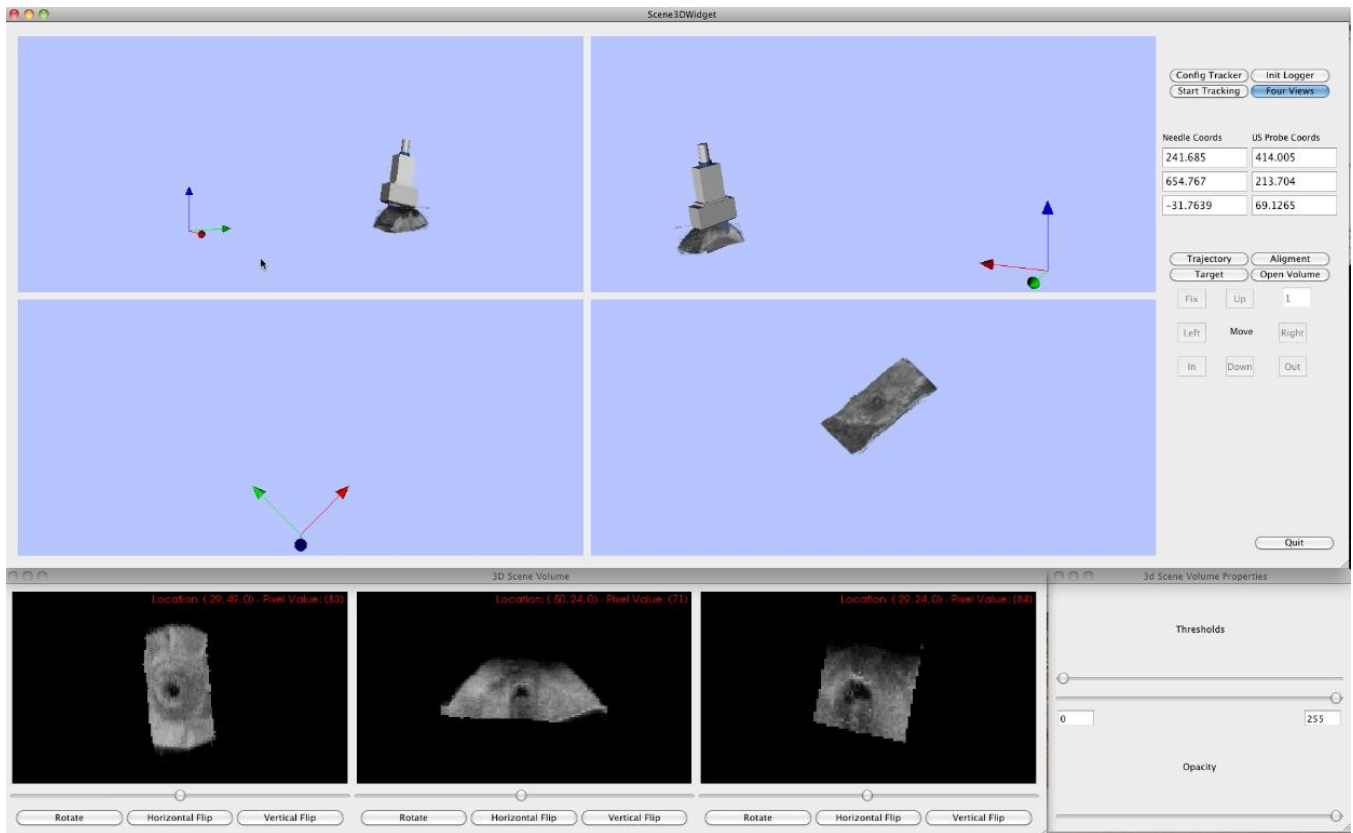 Scene3DWidget
Config Tracker Init Logger
Start Tracking Four Views
Needle Coords US Probe Coords
241.685 414.005
654.767 213.704
-31.7639 69.1265
Trajectory Aligment
Target Open Volume
Fix Up 1
Left Move Right
In Down Out
Quit
3D Scene Volume
3d Scene Volume Properties
Location: ( 29, 49, 0) - Pixel Value: (83)
Location: ( 50, 24, 0) - Pixel Value: (71)
Location: ( 29, 24, 0) - Pixel Value: (84)
Thresholds
0 255
Opacity
Rotate Horizontal Flip Vertical Flip
Rotate Horizontal Flip Vertical Flip
Rotate Horizontal Flip Vertical Flip